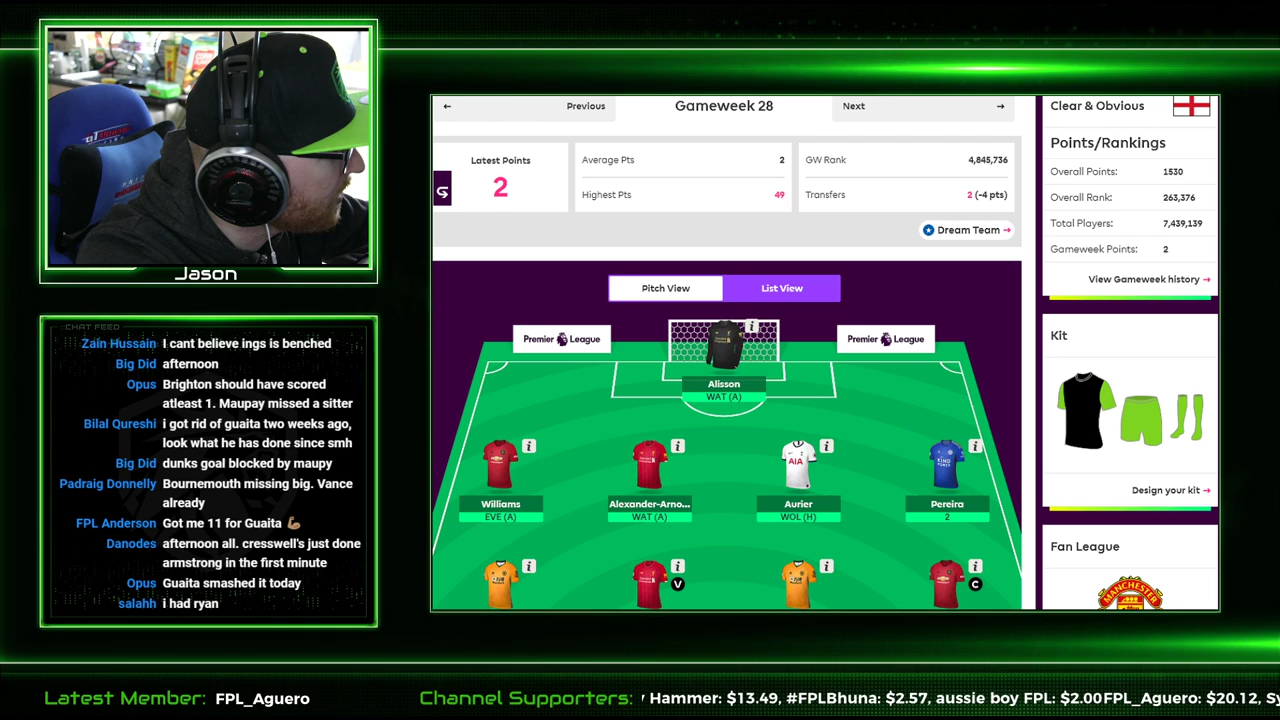 Jason
CHAT FEED
Zain Hussain I cant believe ings is benched
Big Did afternoon
Opus Brighton should have scored
atleast 1. Maupay missed a sitter
Bilal Qureshi i got rid of guaita two weeks ago,
look what he has done since smh
Big Did dunks goal blocked by maupy
Padraig Donnelly Bournemouth missing big. Vance
already
FPL Anderson Got me 11 for Guaita 💪🏽
Danodes afternoon all. cresswell's just done
armstrong in the first minute
Opus Guaita smashed it today
salahh i had ryan
← Previous Gameweek 28 Next →
Latest Points
2
Average Pts 2
Highest Pts 49
GW Rank 4,845,736
Transfers 2 (-4 pts)
Dream Team →
Pitch View List View
Premier League
Premier League
Alisson
WAT (A)
Williams
EVE (A)
Alexander-Arno...
WAT (A)
AIA
Aurier
WOL (H)
KING POWER
Pereira
2
V
C
Clear & Obvious
Points/Rankings
Overall Points: 1530
Overall Rank: 263,376
Total Players: 7,439,139
Gameweek Points: 2
View Gameweek history →
Kit
Design your kit →
Fan League
MANCHESTER
Latest Member: FPL_Aguero
Channel Supporters: Hammer: $13.49, #FPLBhuna: $2.57, aussie boy FPL: $2.00FPL_Aguero: $20.12, Sy